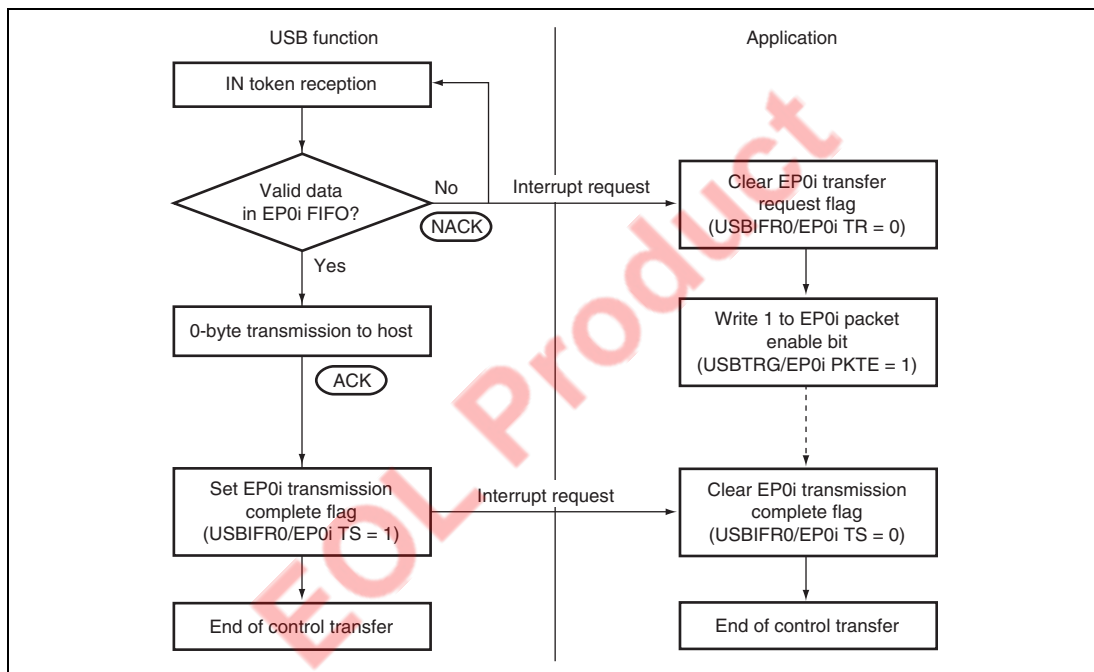 USB function
Application
IN token reception
Valid data
in EP0i FIFO?
No
NACK
Interrupt request
Clear EP0i transfer
request flag
(USBIFR0/EP0i TR = 0)
Yes
0-byte transmission to host
Write 1 to EP0i packet
enable bit
(USBTRG/EP0i PKTE = 1)
ACK
Set EP0i transmission
complete flag
(USBIFR0/EP0i TS = 1)
Interrupt request
Clear EP0i transmission
complete flag
(USBIFR0/EP0i TS = 0)
End of control transfer
End of control transfer
EOL Product